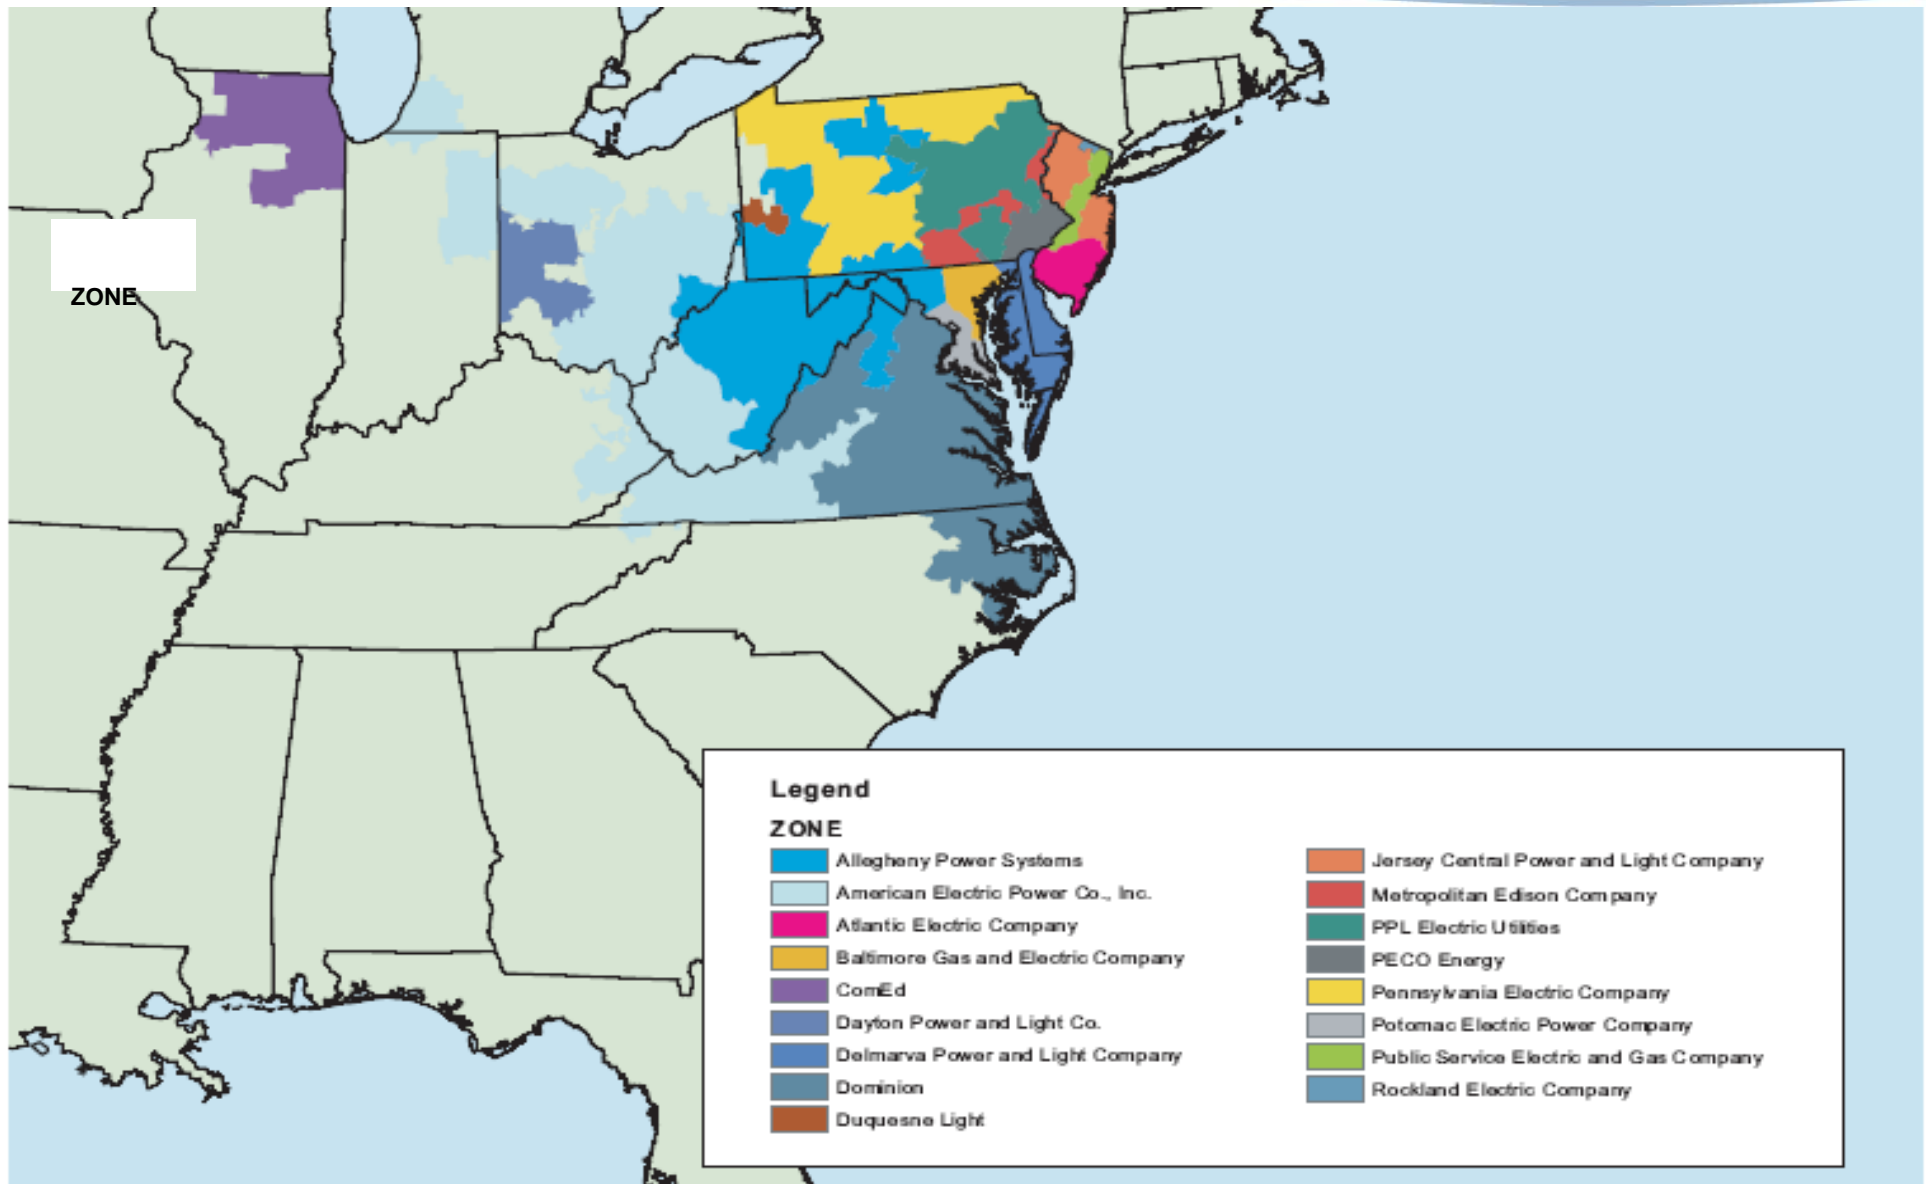 ZONE
Legend
ZONE
Allegheny Power Systems
American Electric Power Co., Inc.
Atlantic Electric Company
Baltimore Gas and Electric Company
ComEd
Dayton Power and Light Co.
Delmarva Power and Light Company
Dominion
Duquesne Light
Jersey Central Power and Light Company
Metropolitan Edison Company
PPL Electric Utilities
PECO Energy
Pennsylvania Electric Company
Potomac Electric Power Company
Public Service Electric and Gas Company
Rockland Electric Company